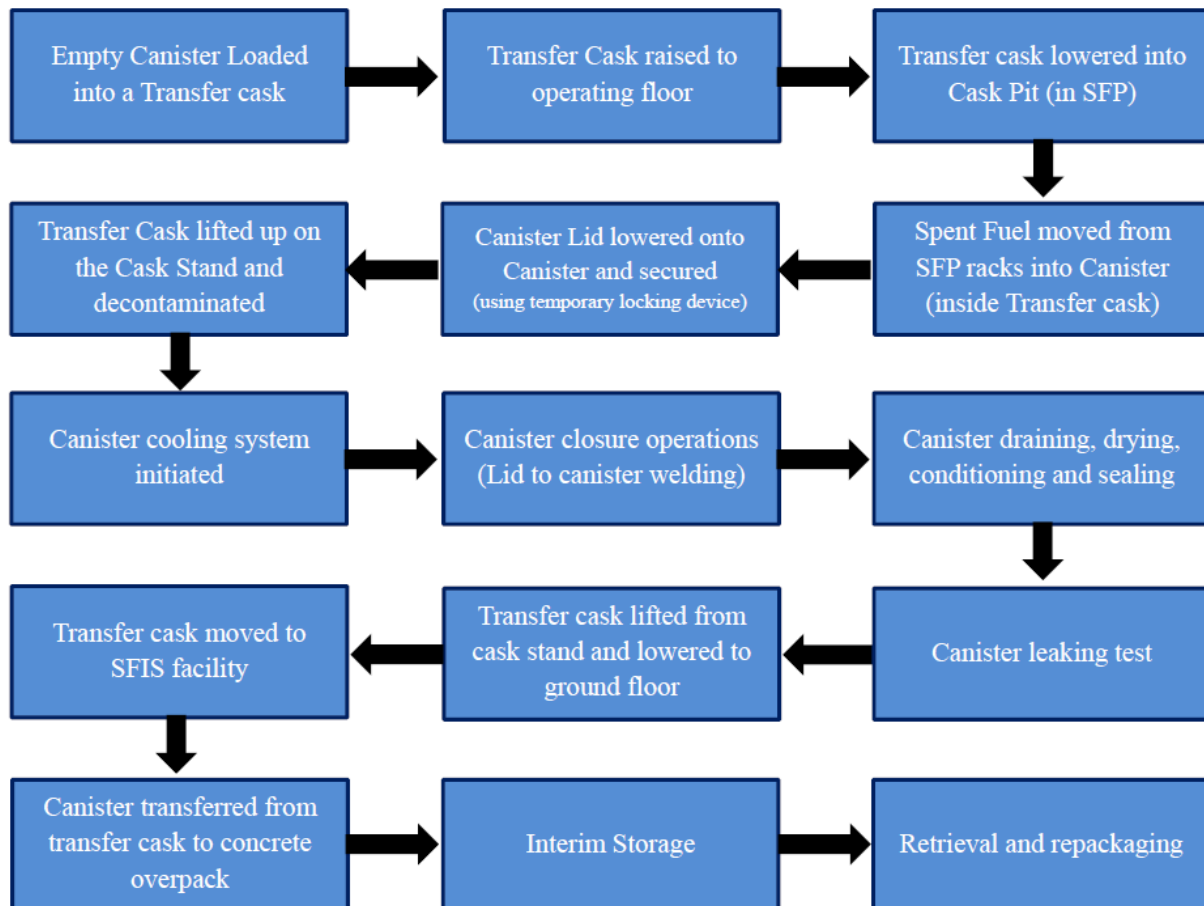 Empty Canister Loaded
into a Transfer cask
Transfer Cask raised to
operating floor
Transfer cask lowered into
Cask Pit (in SFP)
Spent Fuel moved from
SFP racks into Canister
(inside Transfer cask)
Canister Lid lowered onto
Canister and secured
(using temporary locking device)
Transfer Cask lifted up on
the Cask Stand and
decontaminated
Canister cooling system
initiated
Canister closure operations
(Lid to canister welding)
Canister draining, drying,
conditioning and sealing
Canister leaking test
Transfer cask lifted from
cask stand and lowered to
ground floor
Transfer cask moved to
SFIS facility
Canister transferred from
transfer cask to concrete
overpack
Interim Storage
Retrieval and repackaging